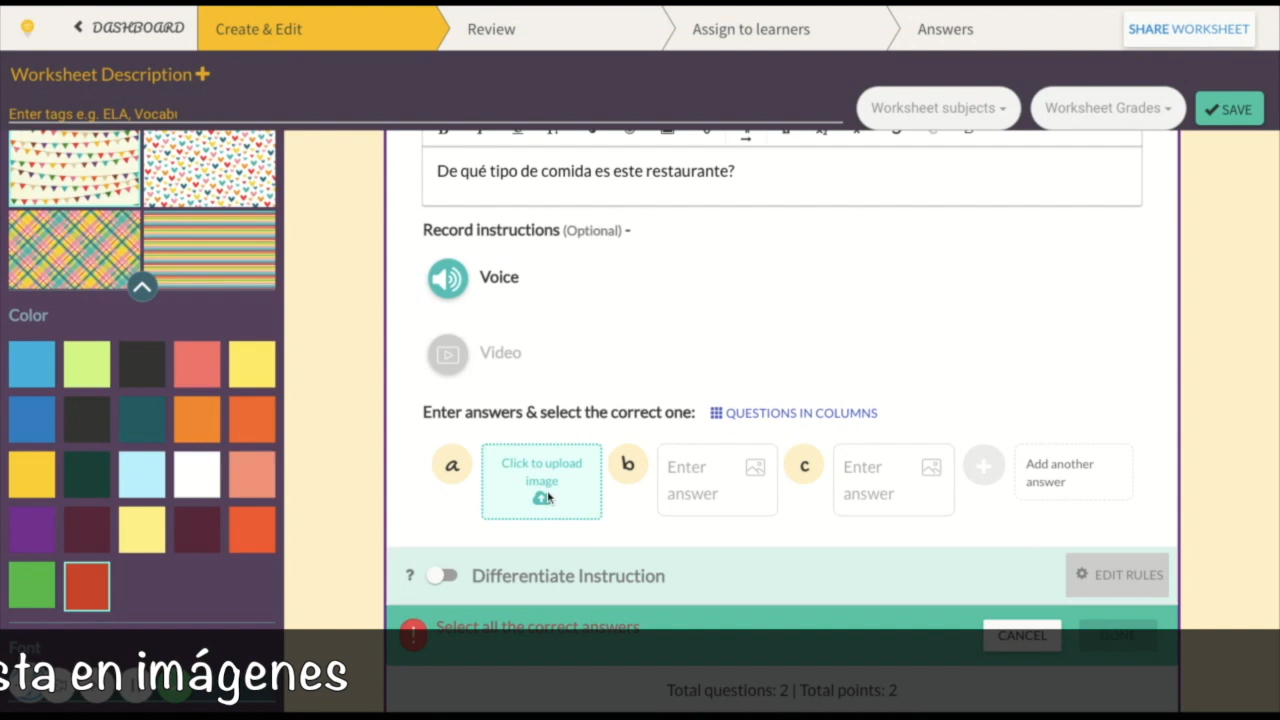 DASHBOARD
Create & Edit
Review
Assign to learners
Answers
SHARE WORKSHEET
Worksheet Description
Enter tags e.g. ELA, Vocabu
Worksheet subjects
Worksheet Grades
SAVE
De qué tipo de comida es este restaurante?
Record instructions (Optional) -
Voice
Video
Color
Enter answers & select the correct one:
QUESTIONS IN COLUMNS
a
Click to upload
image
b
Enter
answer
c
Enter
answer
Add another
answer
? Differentiate Instruction
EDIT RULES
Select all the correct answers
CANCEL
DONE
Font
sta en imágenes
Total questions: 2 | Total points: 2